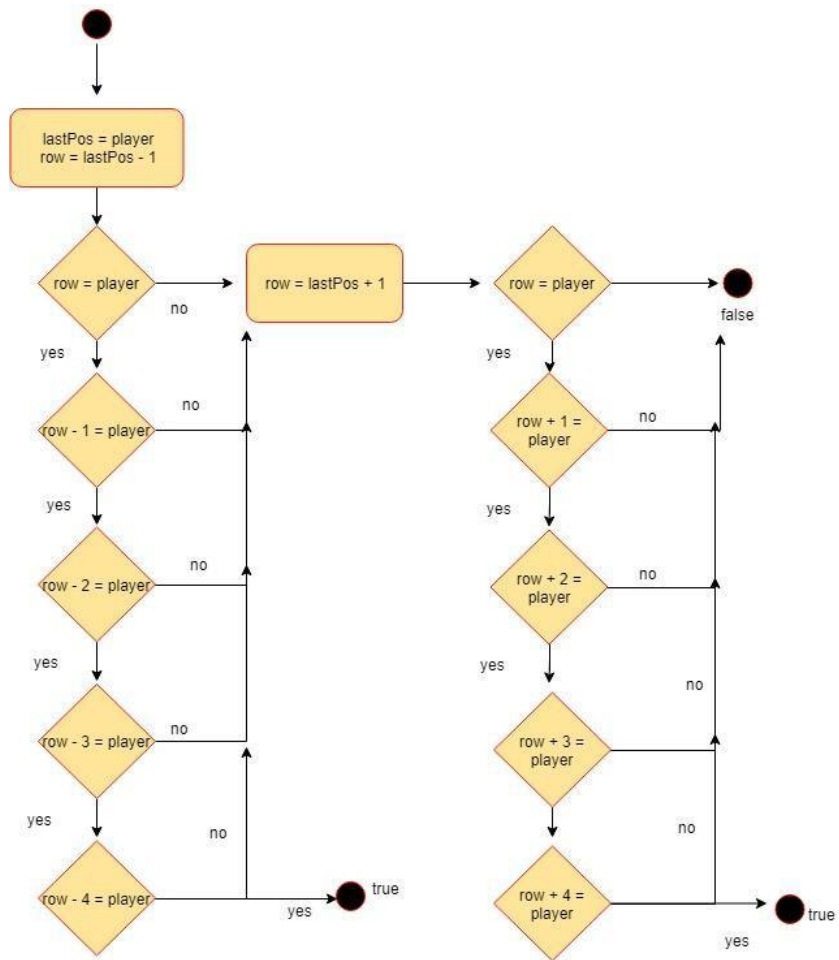 lastPos = player
row = lastPos - 1
row = player
no
row = lastPos + 1
row = player
false
yes
yes
row - 1 = player
no
row + 1 =
player
no
yes
yes
row - 2 = player
no
row + 2 =
player
no
yes
yes
row - 3 = player
no
row + 3 =
player
no
yes
no
no
row - 4 = player
yes
true
row + 4 =
player
yes
true